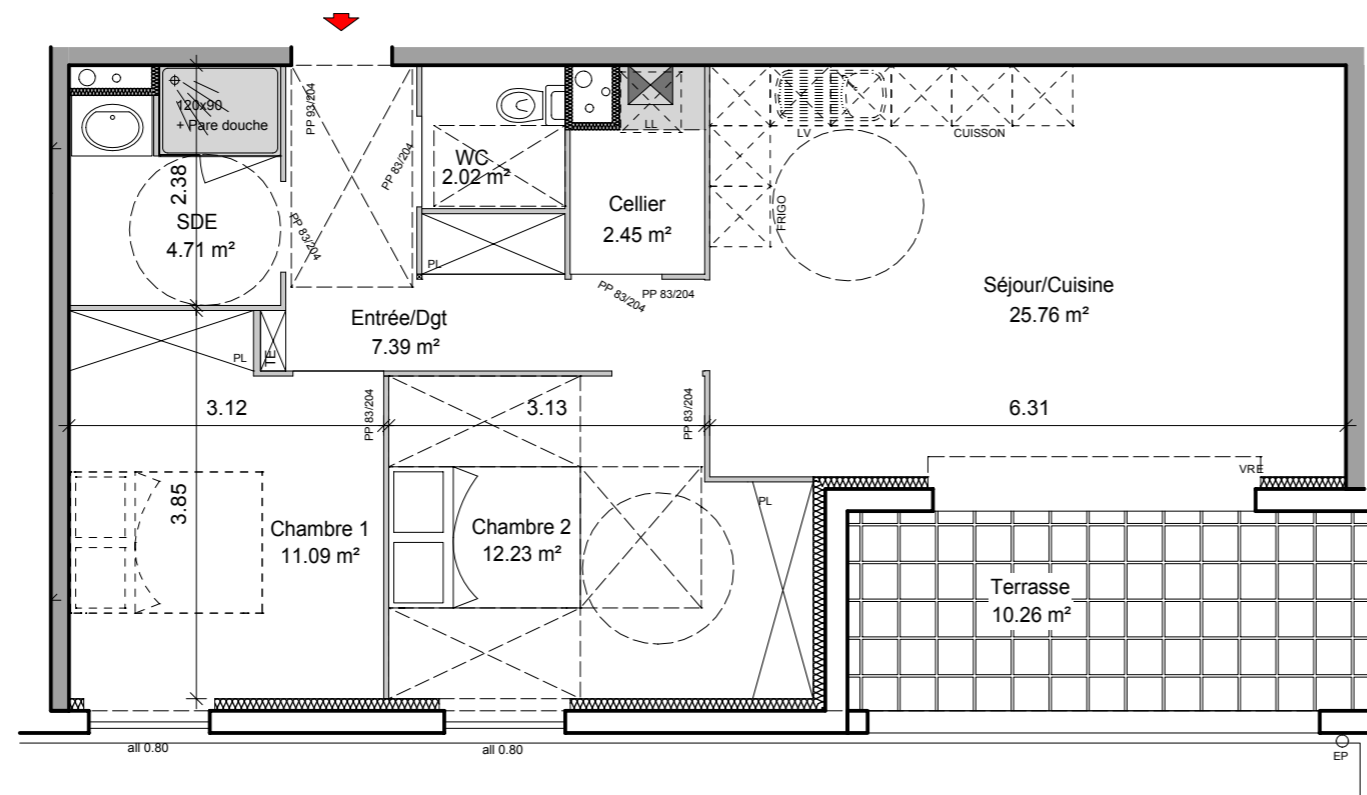 120x90
+ Pare douche
PP 93/204
PP 83/204
WC
2.02 m²
LL
LV
CUISSON
FRIGO
2.38
SDE
4.71 m²
PP 83/204
Cellier
2.45 m²
PL
PP 83/204
PP 83/204
Séjour/Cuisine
25.76 m²
Entrée/Dgt
7.39 m²
PL
TE
3.12
PP 83/204
3.13
PP 83/204
6.31
VRE
PL
3.85
Chambre 1
11.09 m²
Chambre 2
12.23 m²
Terrasse
10.26 m²
all 0.80
all 0.80
EP